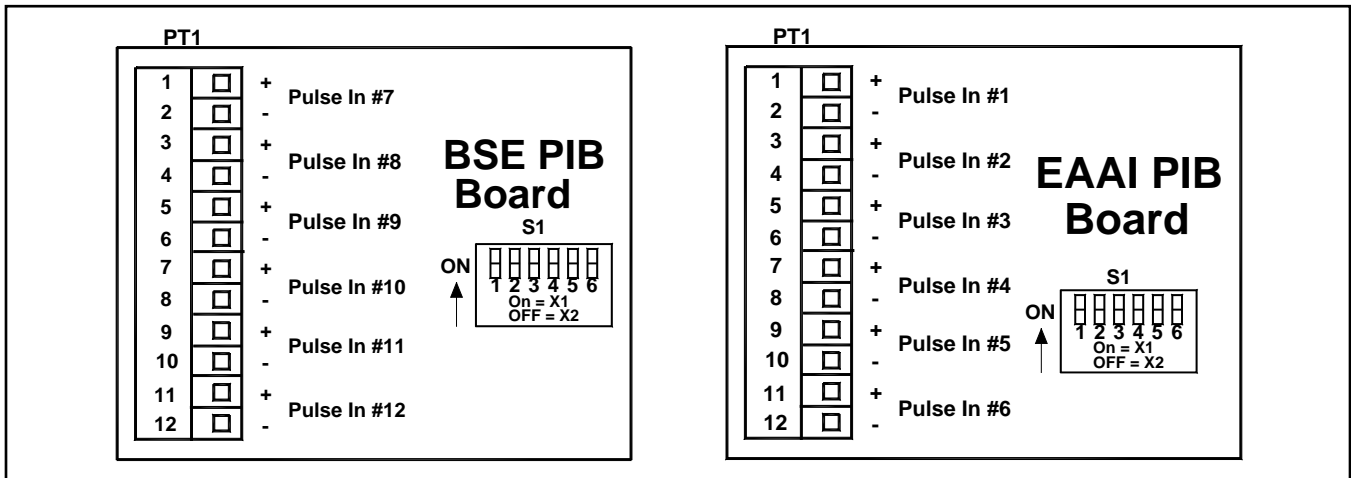 PT1
1 +
Pulse In #7
2 -
3 +
Pulse In #8
4 -
5 +
Pulse In #9
6 -
7 +
Pulse In #10
8 -
9 +
Pulse In #11
10 -
11 +
Pulse In #12
12 -
BSE PIB
Board
S1
ON
1 2 3 4 5 6
On = X1
OFF = X2
PT1
1 +
Pulse In #1
2 -
3 +
Pulse In #2
4 -
5 +
Pulse In #3
6 -
7 +
Pulse In #4
8 -
9 +
Pulse In #5
10 -
11 +
Pulse In #6
12 -
EAAI PIB
Board
S1
ON
1 2 3 4 5 6
On = X1
OFF = X2